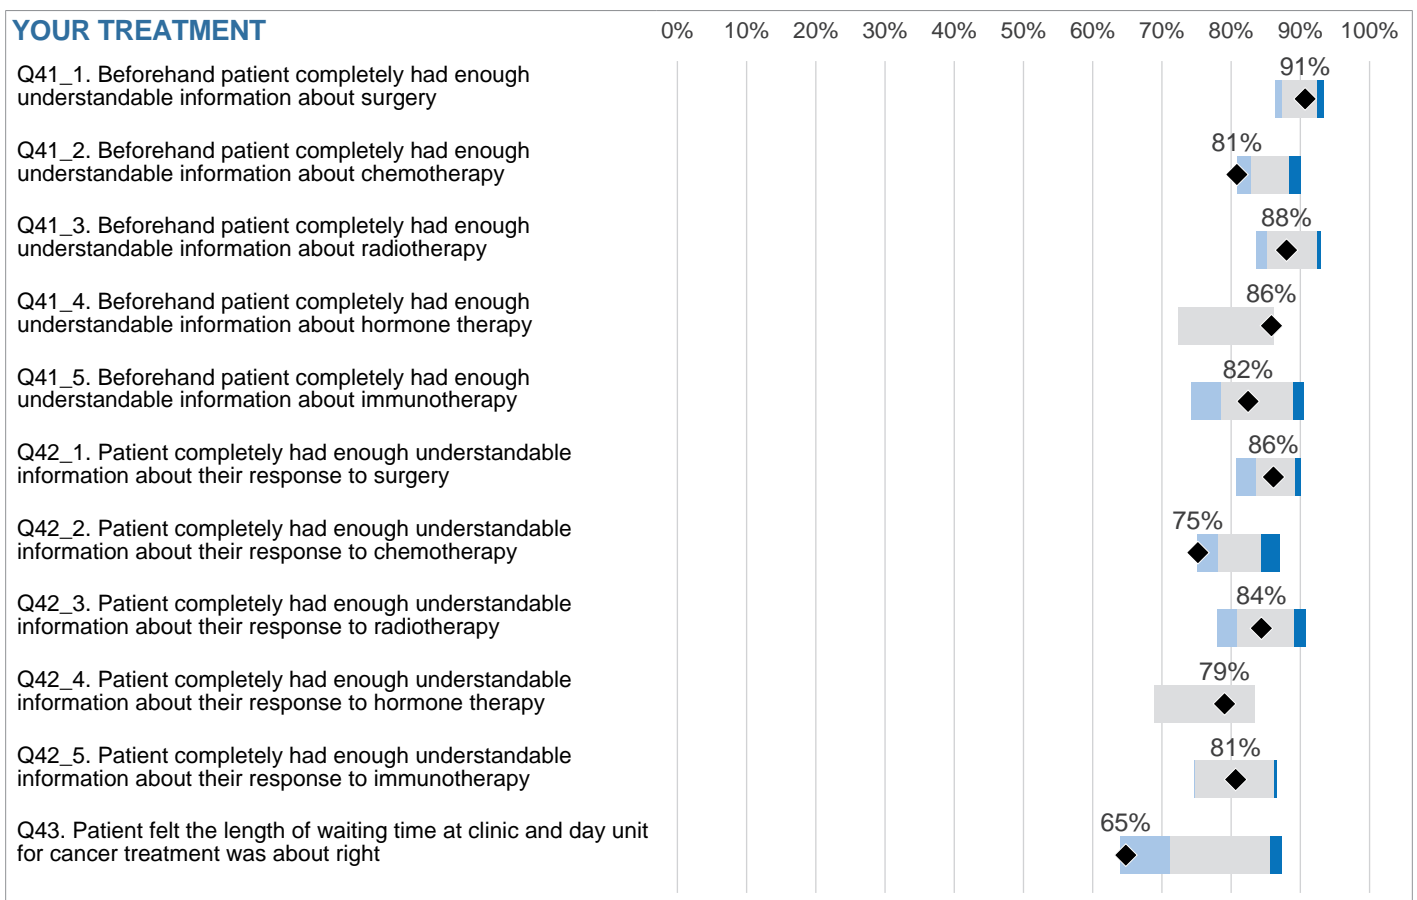 YOUR TREATMENT
0% 10% 20% 30% 40% 50% 60% 70% 80% 90% 100%
Q41_1. Beforehand patient completely had enough
understandable information about surgery
91%
Q41_2. Beforehand patient completely had enough
understandable information about chemotherapy
81%
Q41_3. Beforehand patient completely had enough
understandable information about radiotherapy
88%
Q41_4. Beforehand patient completely had enough
understandable information about hormone therapy
86%
Q41_5. Beforehand patient completely had enough
understandable information about immunotherapy
82%
Q42_1. Patient completely had enough understandable
information about their response to surgery
86%
Q42_2. Patient completely had enough understandable
information about their response to chemotherapy
75%
Q42_3. Patient completely had enough understandable
information about their response to radiotherapy
84%
Q42_4. Patient completely had enough understandable
information about their response to hormone therapy
79%
Q42_5. Patient completely had enough understandable
information about their response to immunotherapy
81%
Q43. Patient felt the length of waiting time at clinic and day unit
for cancer treatment was about right
65%